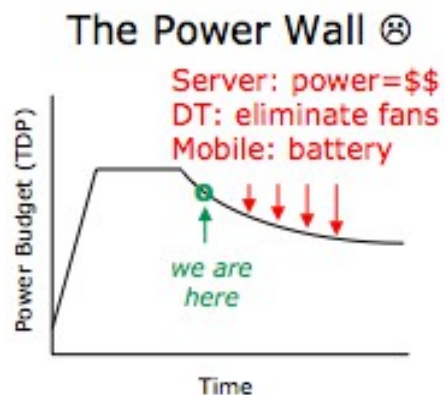 The Power Wall ☹
Server: power=$$
DT: eliminate fans
Mobile: battery
Power Budget (TDP)
we are
here
Time